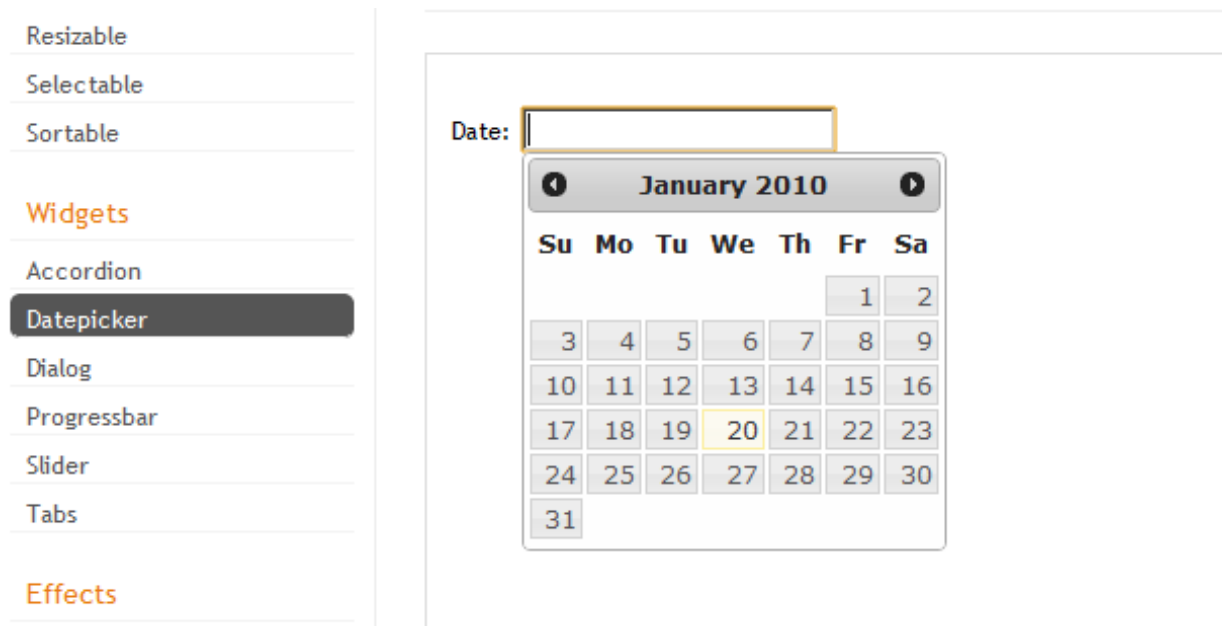 Resizable
Selectable
Sortable
Widgets
Accordion
Datepicker
Dialog
Progressbar
Slider
Tabs
Effects
Date:
January 2010
Su Mo Tu We Th Fr Sa
1 2
3 4 5 6 7 8 9
10 11 12 13 14 15 16
17 18 19 20 21 22 23
24 25 26 27 28 29 30
31